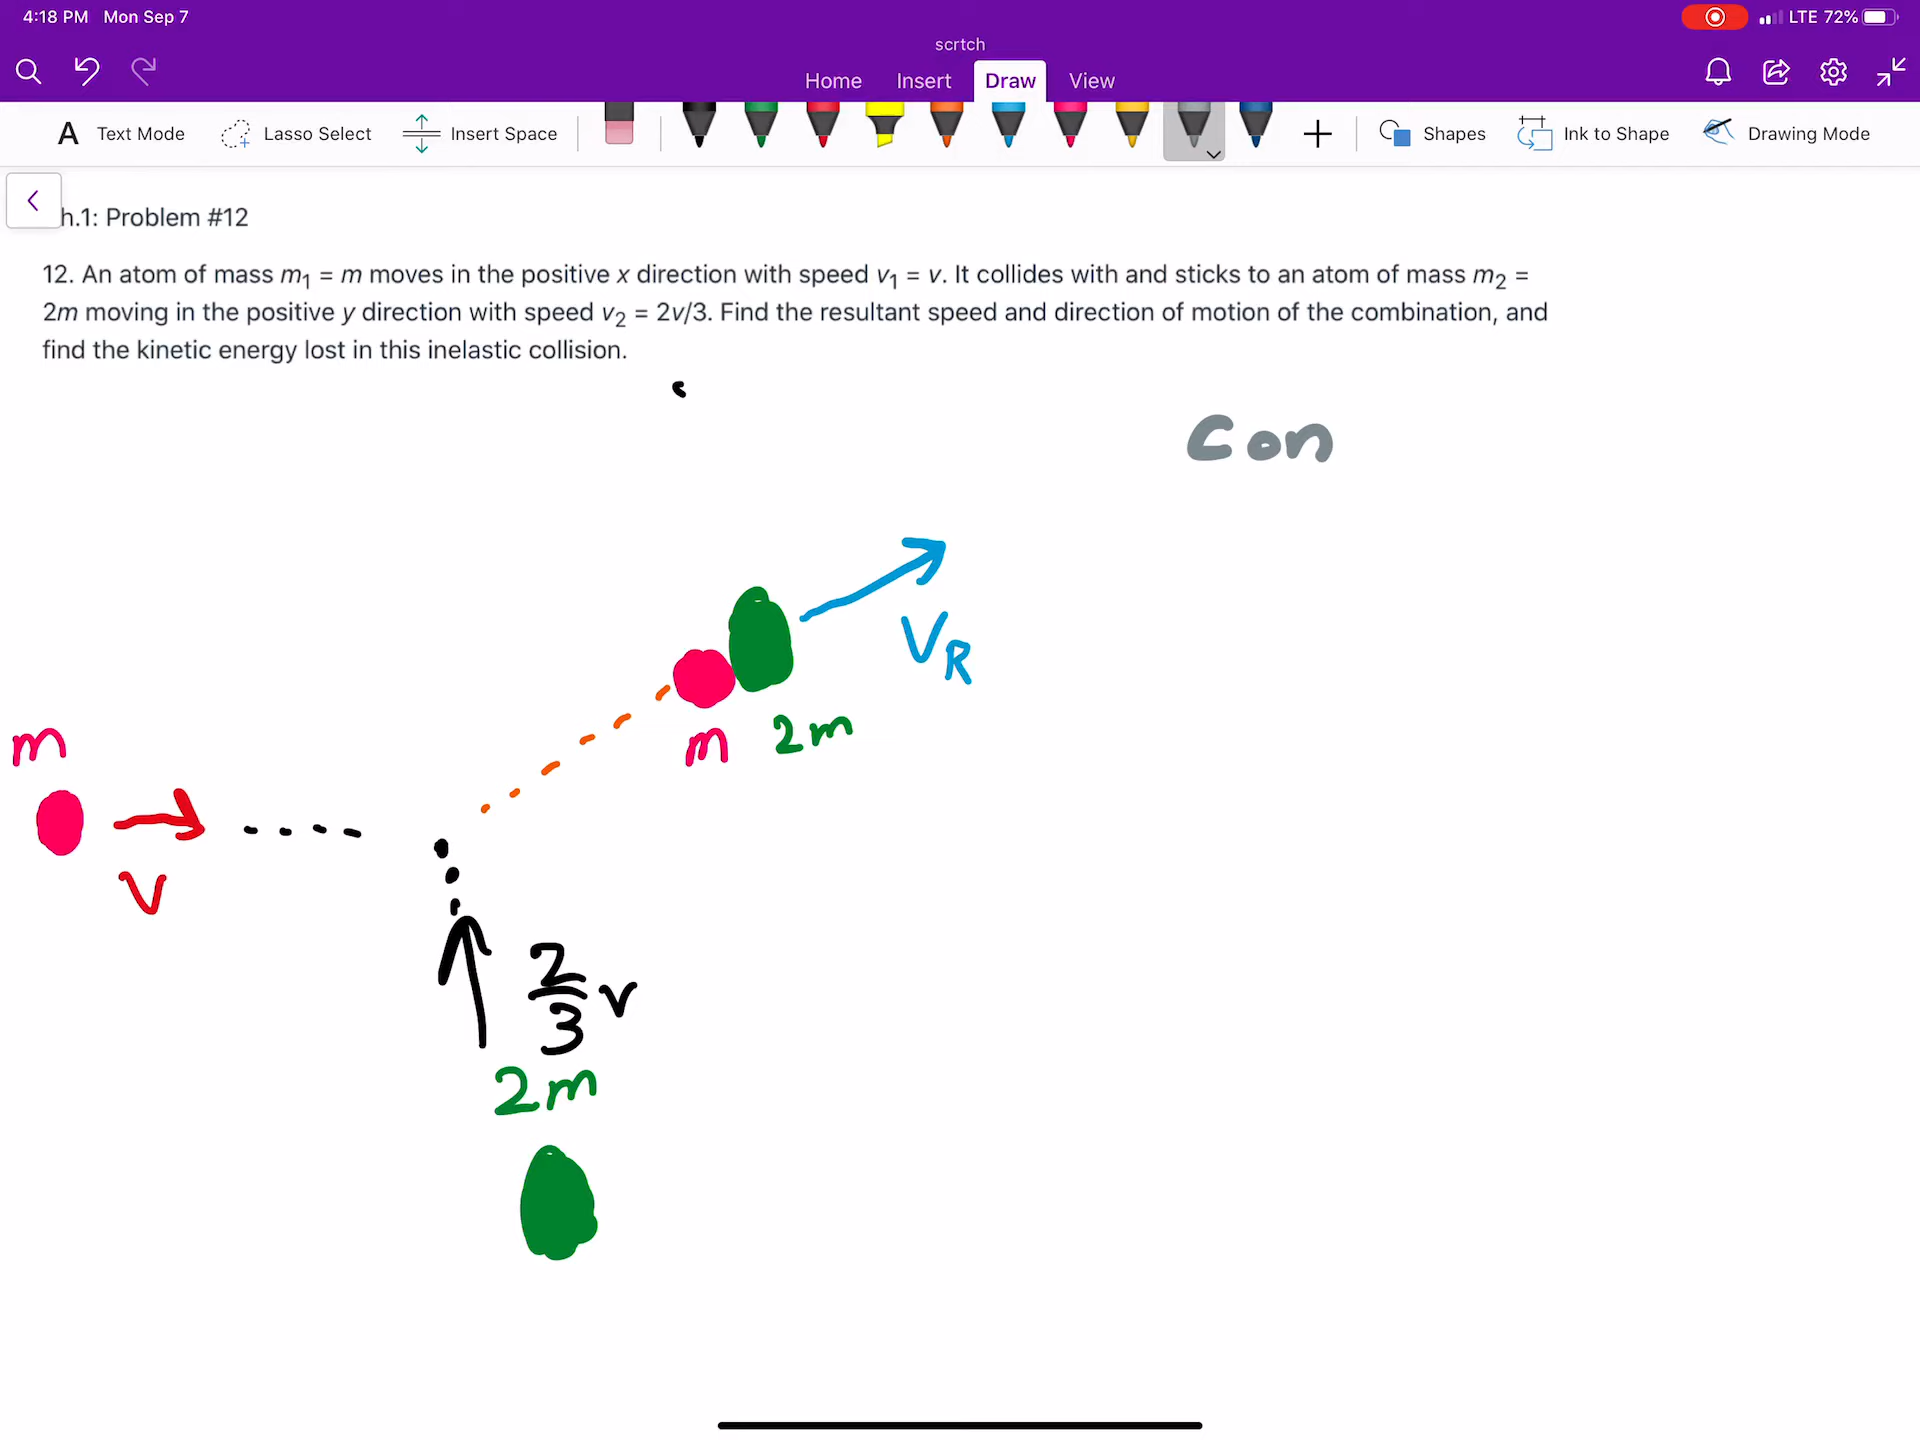 4:18 PM Mon Sep 7
LTE 72%
scrtch
Home Insert Draw View
A Text Mode Lasso Select Insert Space Shapes Ink to Shape Drawing Mode
h.1: Problem #12
12. An atom of mass m₁ = m moves in the positive x direction with speed v₁ = v. It collides with and sticks to an atom of mass m₂ =
2m moving in the positive y direction with speed v₂ = 2v/3. Find the resultant speed and direction of motion of the combination, and
find the kinetic energy lost in this inelastic collision.
Con
V_R
m 2m
m
V
2/3 v
2m